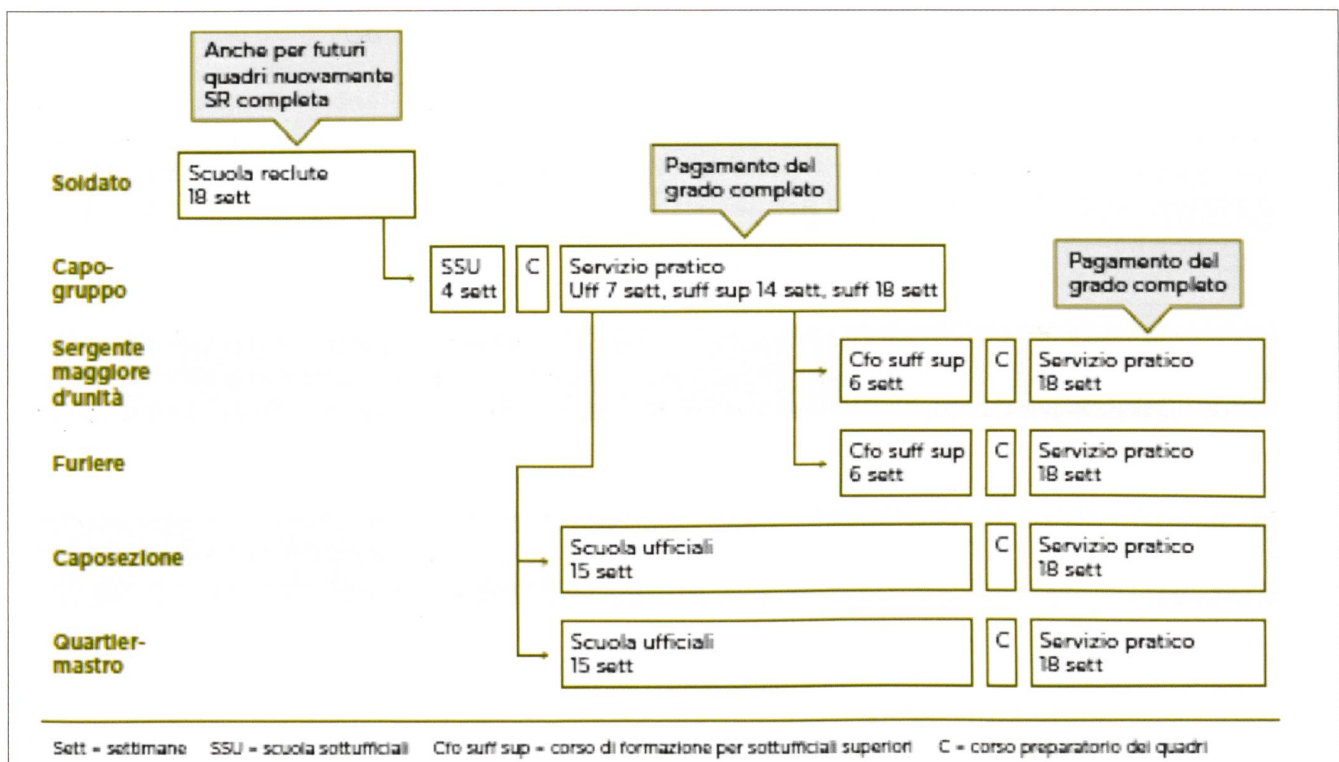 Anche per futuri
quadri nuovamente
SR completa
Soldato
Scuola reclute
18 sett
Pagamento del
grado completo
Capo-
gruppo
SSU
4 sett
C
Servizio pratico
Uff 7 sett, suff sup 14 sett, suff 18 sett
Pagamento del
grado completo
Sergente
maggiore
d'unità
Cfo suff sup
6 sett
C
Servizio pratico
18 sett
Furiere
Cfo suff sup
6 sett
C
Servizio pratico
18 sett
Caposezione
Scuola ufficiali
15 sett
C
Servizio pratico
18 sett
Quartier-
mastro
Scuola ufficiali
15 sett
C
Servizio pratico
18 sett
Sett = settimane SSU = scuola sottufficiali Cfo suff sup = corso di formazione per sottufficiali superiori C = corso preparatorio dei quadri